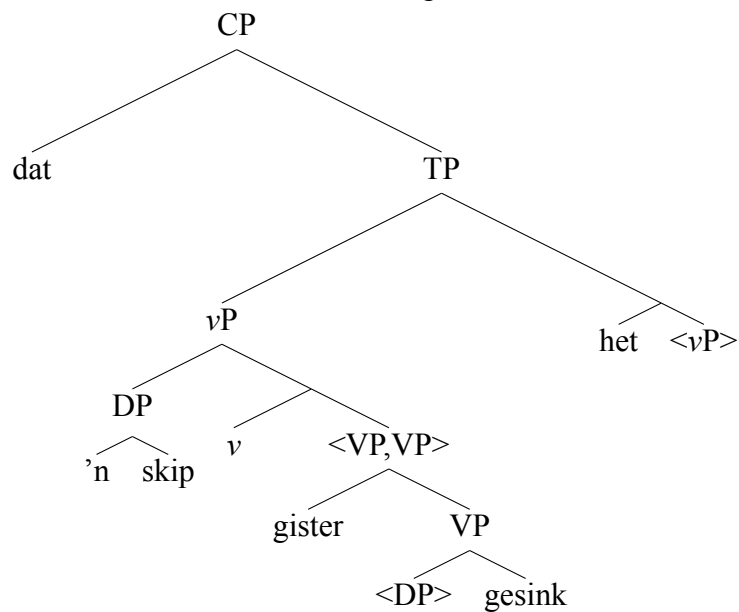 CP
dat TP
vP het <vP>
DP
v <VP,VP>
’n skip
gister VP
<DP> gesink